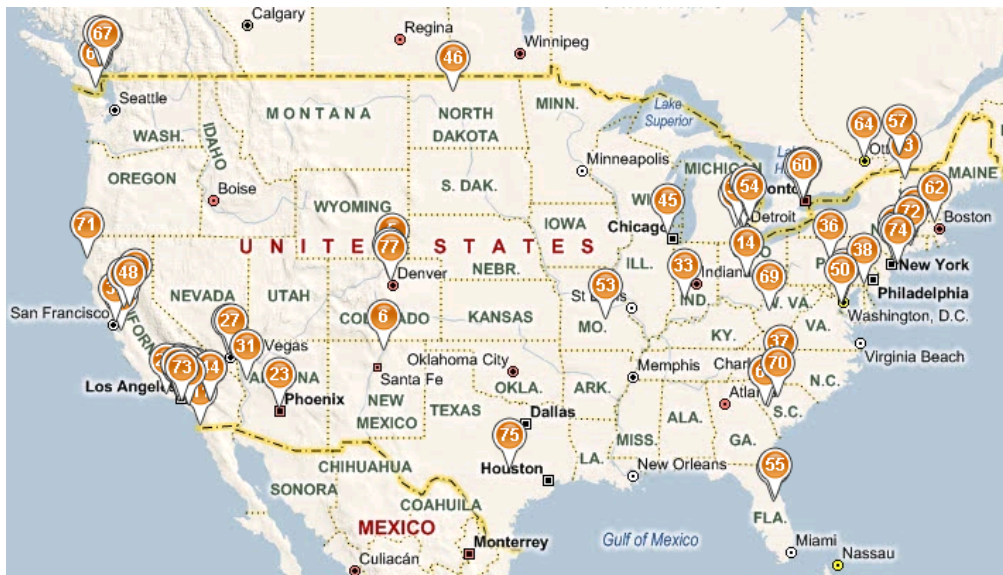 Calgary
67
Regina
Winnipeg
46
Seattle
MONTANA
NORTH
DAKOTA
MINN.
Lake
Superior
64
57
WASH.
IDAHO
OREGON
Boise
S. DAK.
Minneapolis
MICHIGAN
60
MAINE
WYOMING
45
54
62
Boston
71
IOWA
Chicago
Detroit
72
36
74
UNITED STATES
77
14
38
New York
48
Denver
NEBR.
ILL.
33
69
50
Philadelphia
NEVADA
UTAH
53
IND.
W. VA.
Washington, D.C.
San Francisco
27
6
KANSAS
MO.
KY.
VA.
31
Vegas
37
Virginia Beach
73
23
Oklahoma City
Memphis
70
N.C.
Santa Fe
OKLA.
ARK.
Los Angeles
Phoenix
NEW
MEXICO
TEXAS
Dallas
ALA.
S.C.
75
MISS.
GA.
Houston
LA.
New Orleans
55
CHIHUAHUA
SONORA
COAHUILA
FLA.
MEXICO
Monterrey
Gulf of Mexico
Miami
Culiacán
Nassau